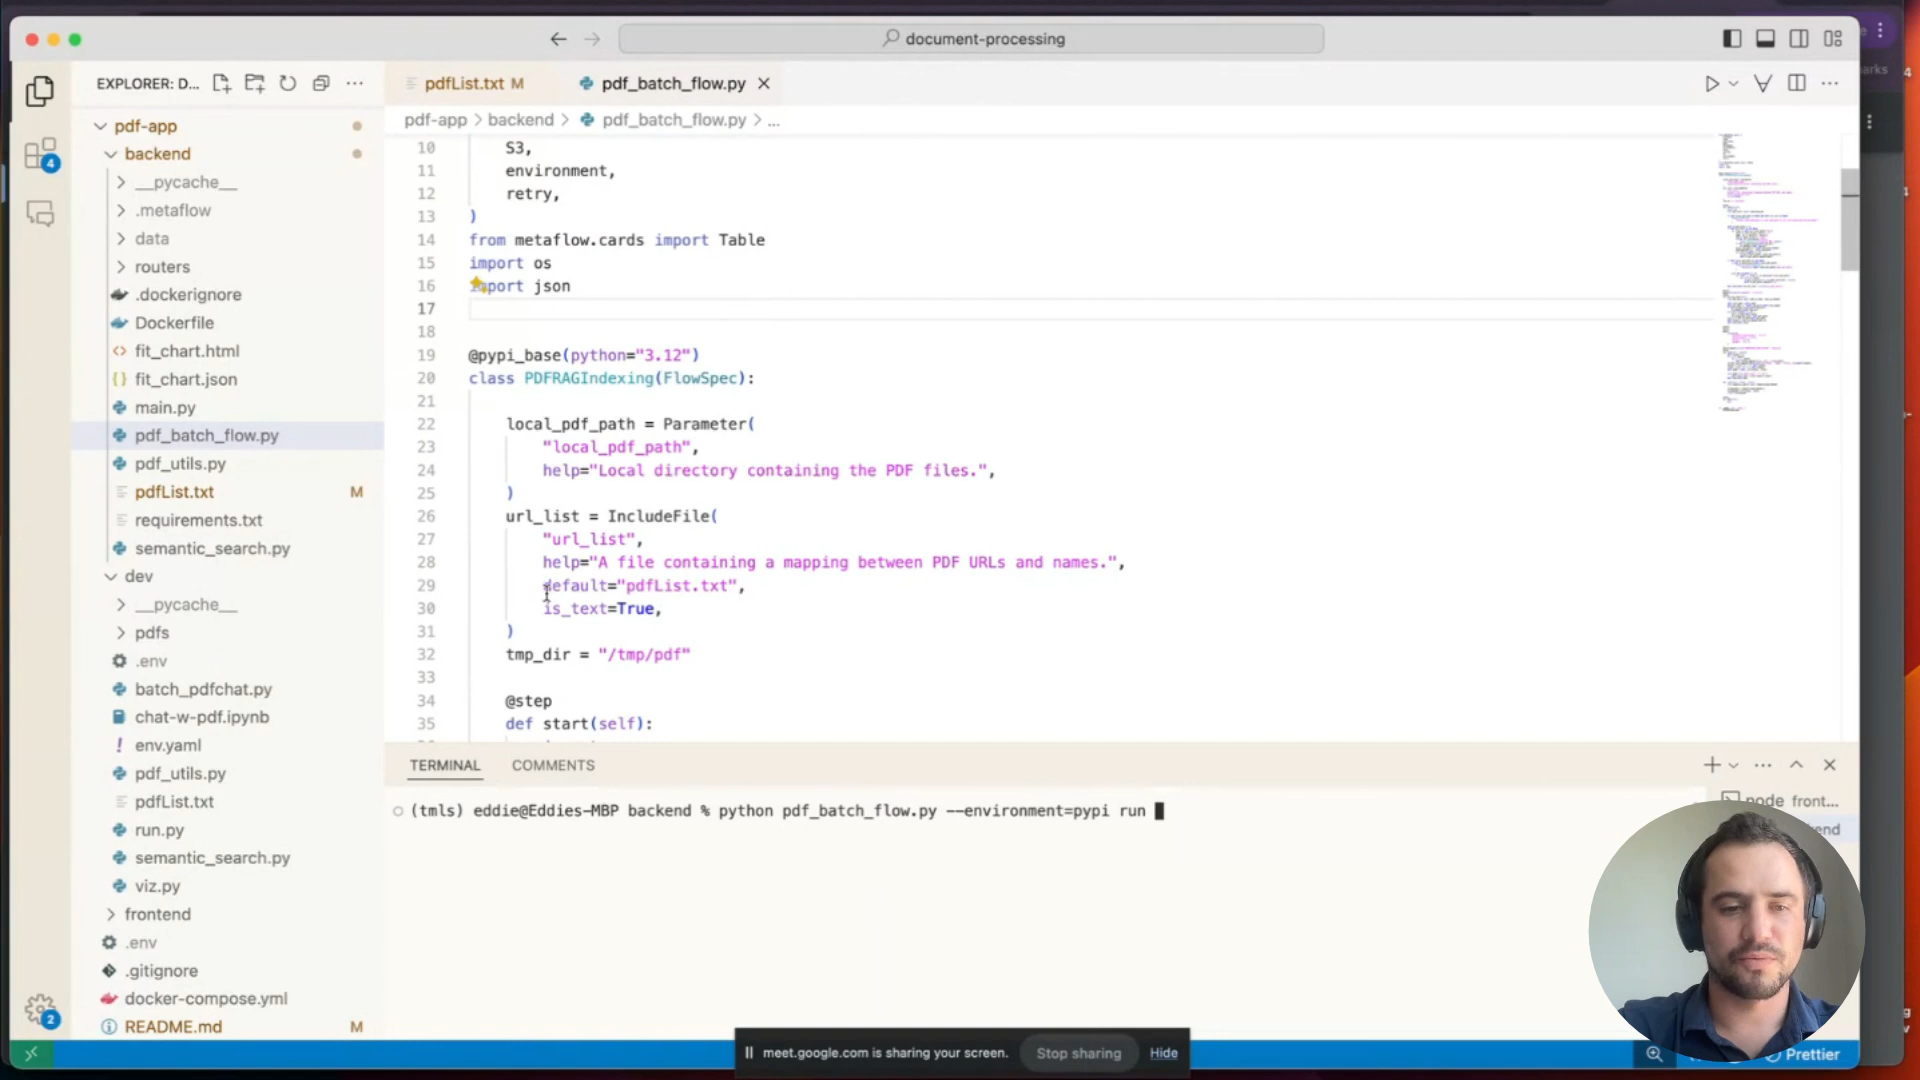 document-processing
arks
EXPLORER: D...
pdfList.txt M
pdf_batch_flow.py
pdf-app > backend > pdf_batch_flow.py > ...
4
2
pdf-app
backend
__pycache__
.metaflow
data
routers
.dockerignore
Dockerfile
<> fit_chart.html
{} fit_chart.json
main.py
pdf_batch_flow.py
pdf_utils.py
pdfList.txt M
requirements.txt
semantic_search.py
dev
__pycache__
pdfs
.env
batch_pdfchat.py
chat-w-pdf.ipynb
! env.yaml
pdf_utils.py
pdfList.txt
run.py
semantic_search.py
viz.py
frontend
.env
.gitignore
docker-compose.yml
README.md M
10 S3,
11 environment,
12 retry,
13 )
14 from metaflow.cards import Table
15 import os
16 import json
17
18
19 @pypi_base(python="3.12")
20 class PDFRAGIndexing(FlowSpec):
21
22 local_pdf_path = Parameter(
23 "local_pdf_path",
24 help="Local directory containing the PDF files.",
25 )
26 url_list = IncludeFile(
27 "url_list",
28 help="A file containing a mapping between PDF URLs and names.",
29 default="pdfList.txt",
30 is_text=True,
31 )
32 tmp_dir = "/tmp/pdf"
33
34 @step
35 def start(self):
TERMINAL COMMENTS
(tmls) eddie@Eddies-MBP backend % python pdf_batch_flow.py --environment=pypi run
node front...
end
meet.google.com is sharing your screen. Stop sharing Hide
Prettier